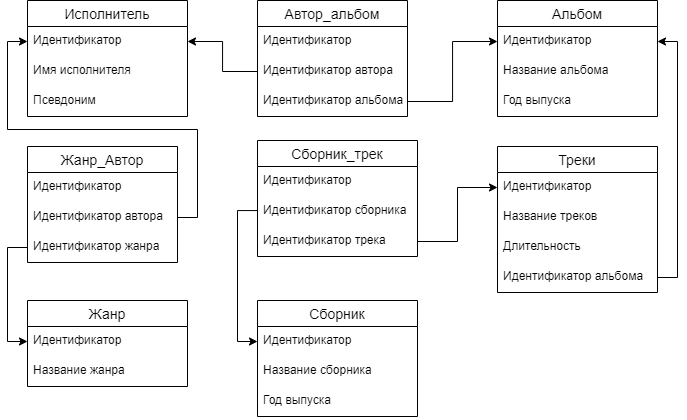 Исполнитель
Идентификатор
Имя исполнителя
Псевдоним
Автор_альбом
Идентификатор
Идентификатор автора
Идентификатор альбома
Альбом
Идентификатор
Название альбома
Год выпуска
Жанр_Автор
Идентификатор
Идентификатор автора
Идентификатор жанра
Сборник_трек
Идентификатор
Идентификатор сборника
Идентификатор трека
Треки
Идентификатор
Название треков
Длительность
Идентификатор альбома
Жанр
Идентификатор
Название жанра
Сборник
Идентификатор
Название сборника
Год выпуска